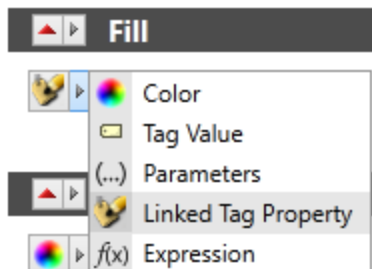 Fill
Color
Tag Value
(...) Parameters
Linked Tag Property
f(x) Expression